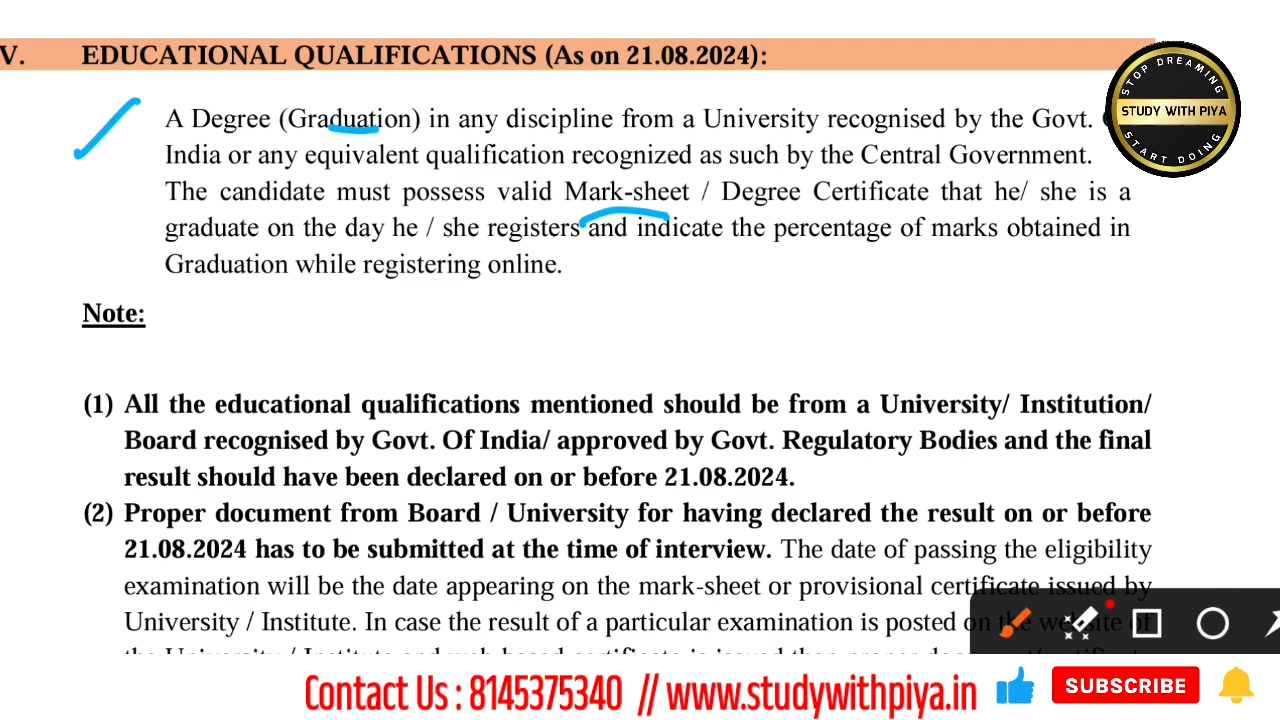 V. EDUCATIONAL QUALIFICATIONS (As on 21.08.2024):
STOP DREAMING
STUDY WITH PIYA
START DOING
A Degree (Graduation) in any discipline from a University recognised by the Govt.
India or any equivalent qualification recognized as such by the Central Government.
The candidate must possess valid Mark-sheet / Degree Certificate that he/ she is a
graduate on the day he / she registers and indicate the percentage of marks obtained in
Graduation while registering online.
Note:
(1) All the educational qualifications mentioned should be from a University/ Institution/
Board recognised by Govt. Of India/ approved by Govt. Regulatory Bodies and the final
result should have been declared on or before 21.08.2024.
(2) Proper document from Board / University for having declared the result on or before
21.08.2024 has to be submitted at the time of interview. The date of passing the eligibility
examination will be the date appearing on the mark-sheet or provisional certificate issued by
University / Institute. In case the result of a particular examination is posted on the website of
Contact Us : 8145375340 // www.studywithpiya.in
SUBSCRIBE